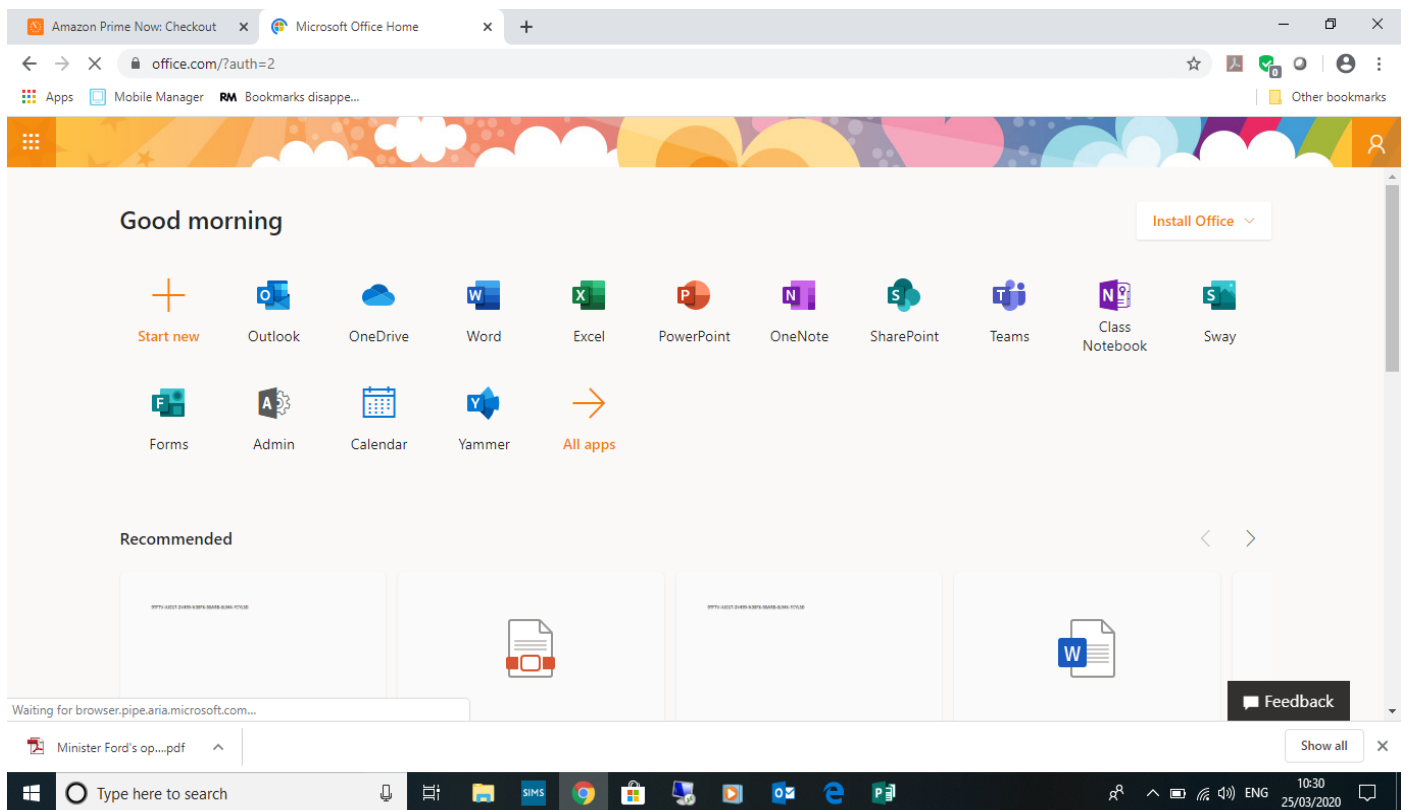 Amazon Prime Now: Checkout Microsoft Office Home
office.com/?auth=2
0
Apps Mobile Manager RM Bookmarks disappe... Other bookmarks
Good morning
Install Office
Start new Outlook OneDrive Word Excel PowerPoint OneNote SharePoint Teams Class Notebook Sway
Forms Admin Calendar Yammer All apps
Recommended
W
Feedback
Waiting for browser.pipe.aria.microsoft.com...
Minister Ford's op....pdf Show all
Type here to search SIMS ENG 10:30
25/03/2020